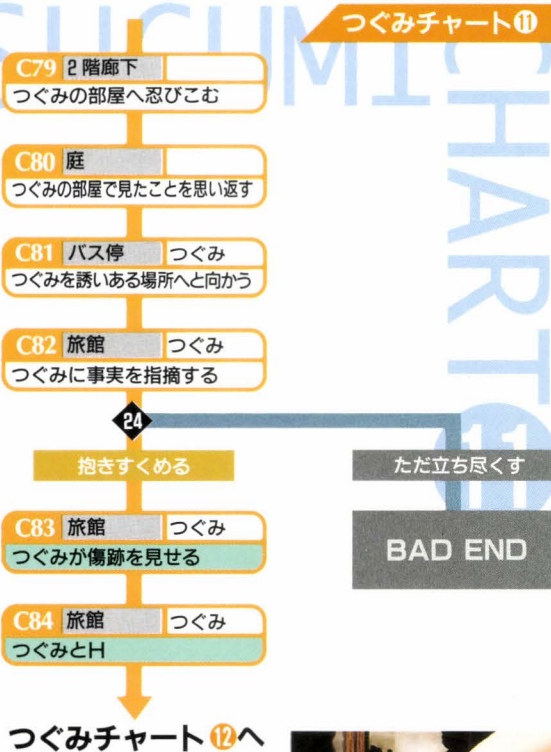 つぐみチャート⑪
TSUGUMI CHART 11
C79 2階廊下
つぐみの部屋へ忍びこむ
C80 庭
つぐみの部屋で見たことを思い返す
C81 バス停 つぐみ
つぐみを誘いある場所へと向かう
C82 旅館 つぐみ
つぐみに事実を指摘する
24
抱きすくめる ただ立ち尽くす
C83 旅館 つぐみ
つぐみが傷跡を見せる
BAD END
C84 旅館 つぐみ
つぐみとH
つぐみチャート⑫へ